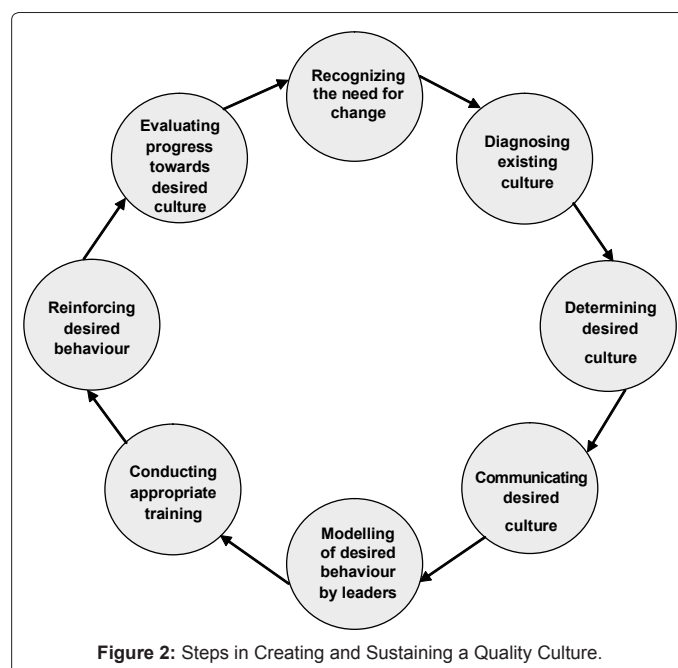 Recognizing
the need for
change
Diagnosing
existing
culture
Determining
desired
culture
Communicating
desired
culture
Modelling
of desired
behaviour
by leaders
Conducting
appropriate
training
Reinforcing
desired
behaviour
Evaluating
progress
towards
desired
culture
Figure 2: Steps in Creating and Sustaining a Quality Culture.